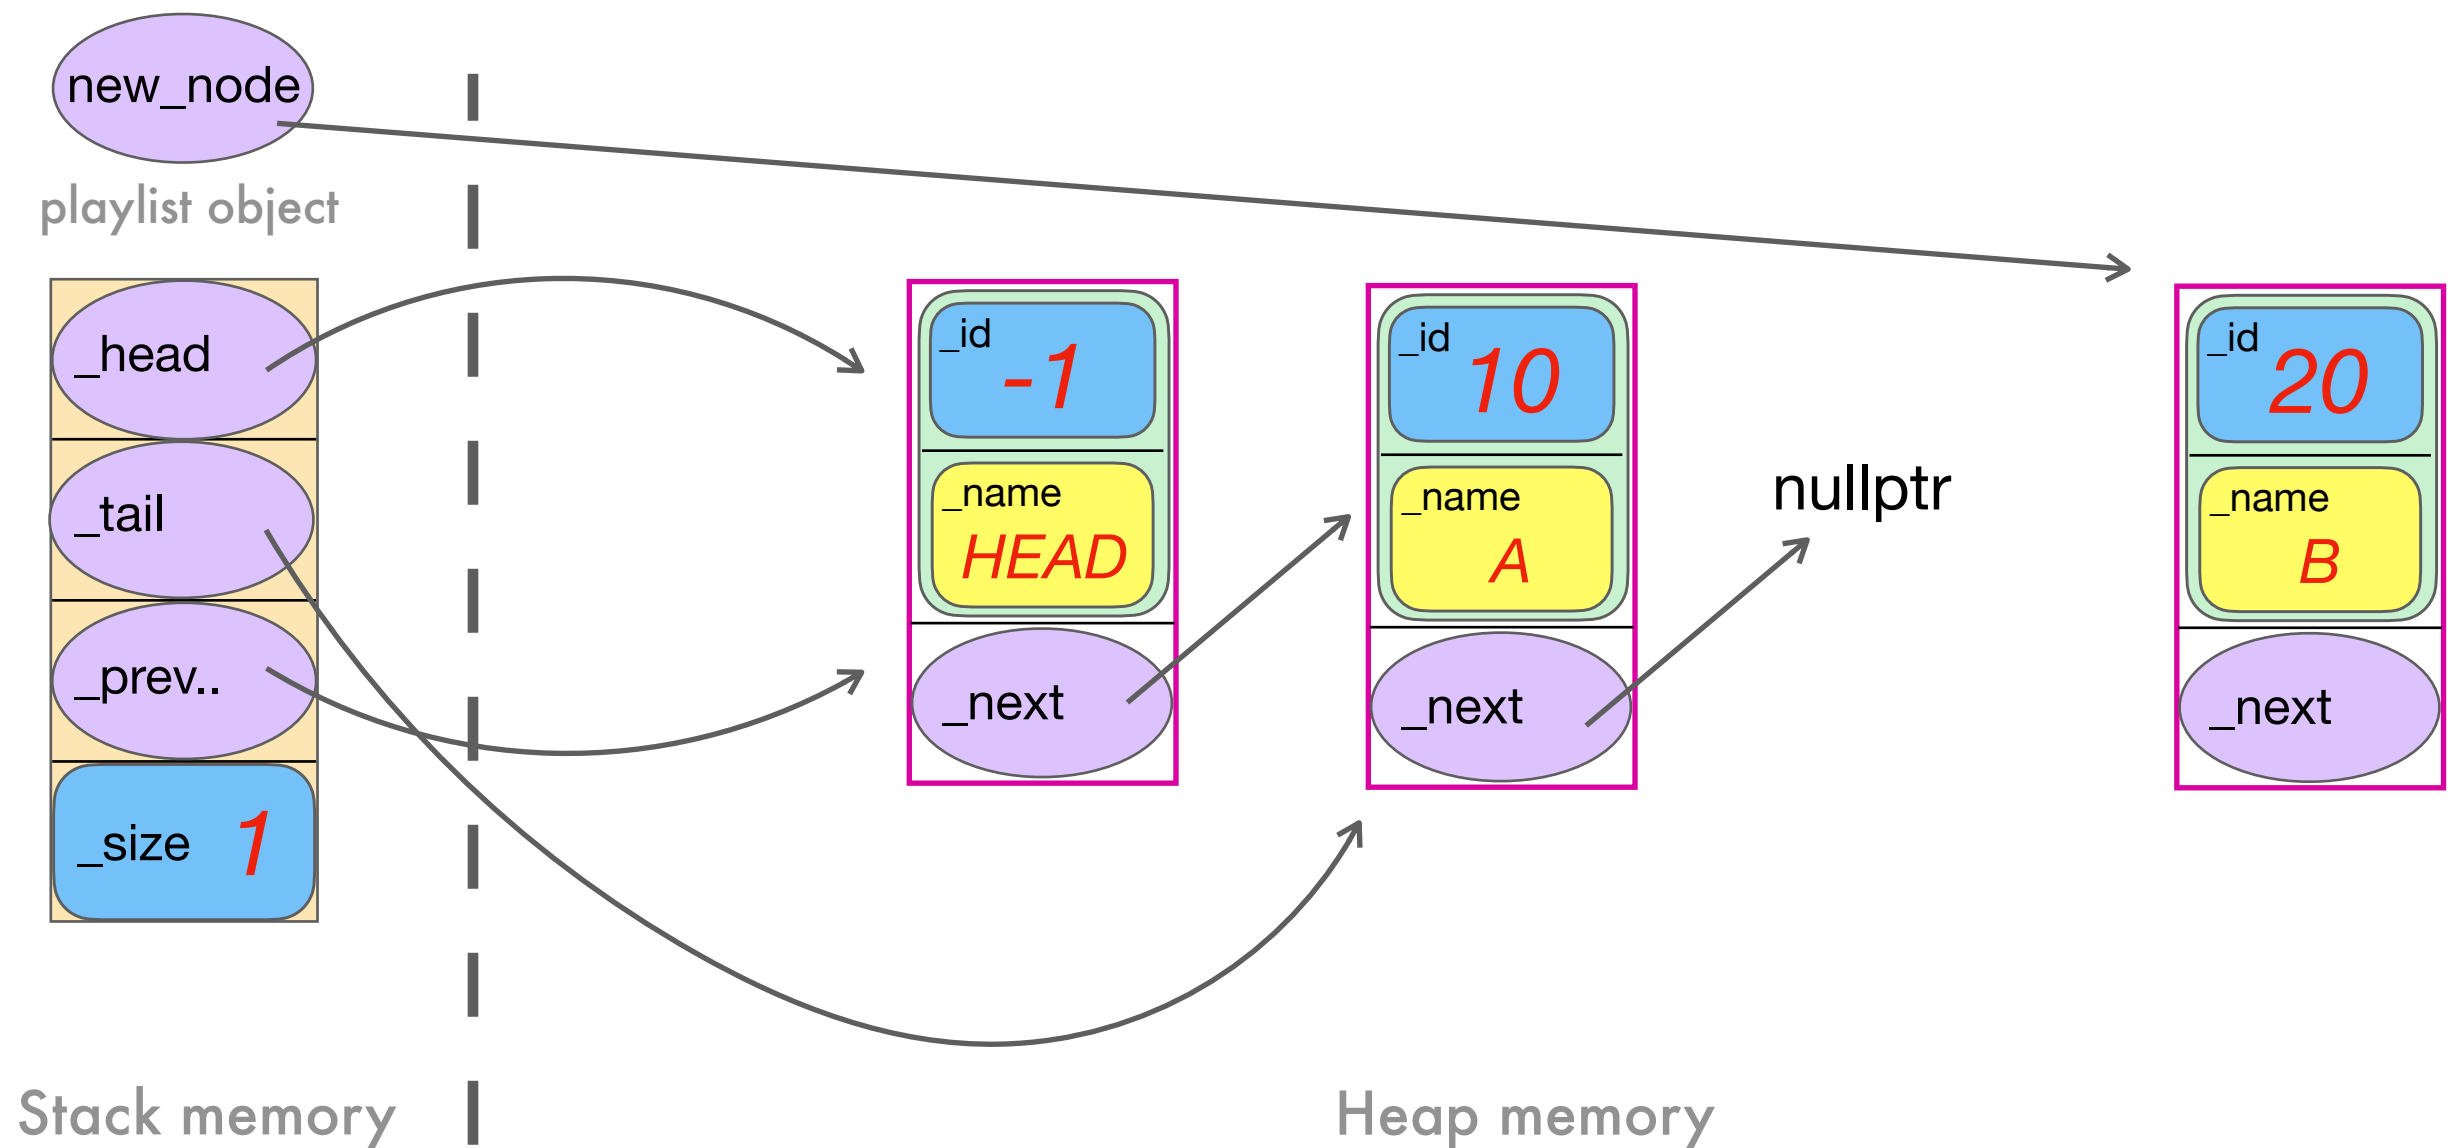 new_node
playlist object
_head
_tail
_prev..
_size 1
_id
-1
_name
HEAD
_next
_id
10
_name
A
_next
nullptr
_id
20
_name
B
_next
Stack memory
Heap memory